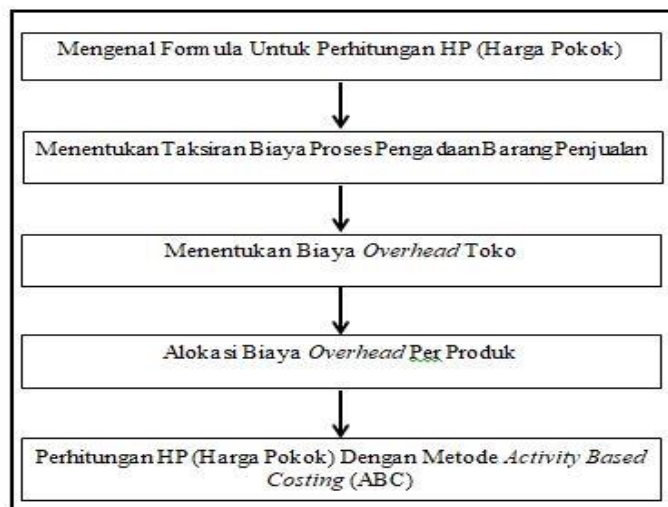 Mengenal Formula Untuk Perhitungan HP (Harga Pokok)
Menentukan Taksiran Biaya Proses Pengadaan Barang Penjualan
Menentukan Biaya Overhead Toko
Alokasi Biaya Overhead Per Produk
Perhitungan HP (Harga Pokok) Dengan Metode Activity Based
Costing (ABC)